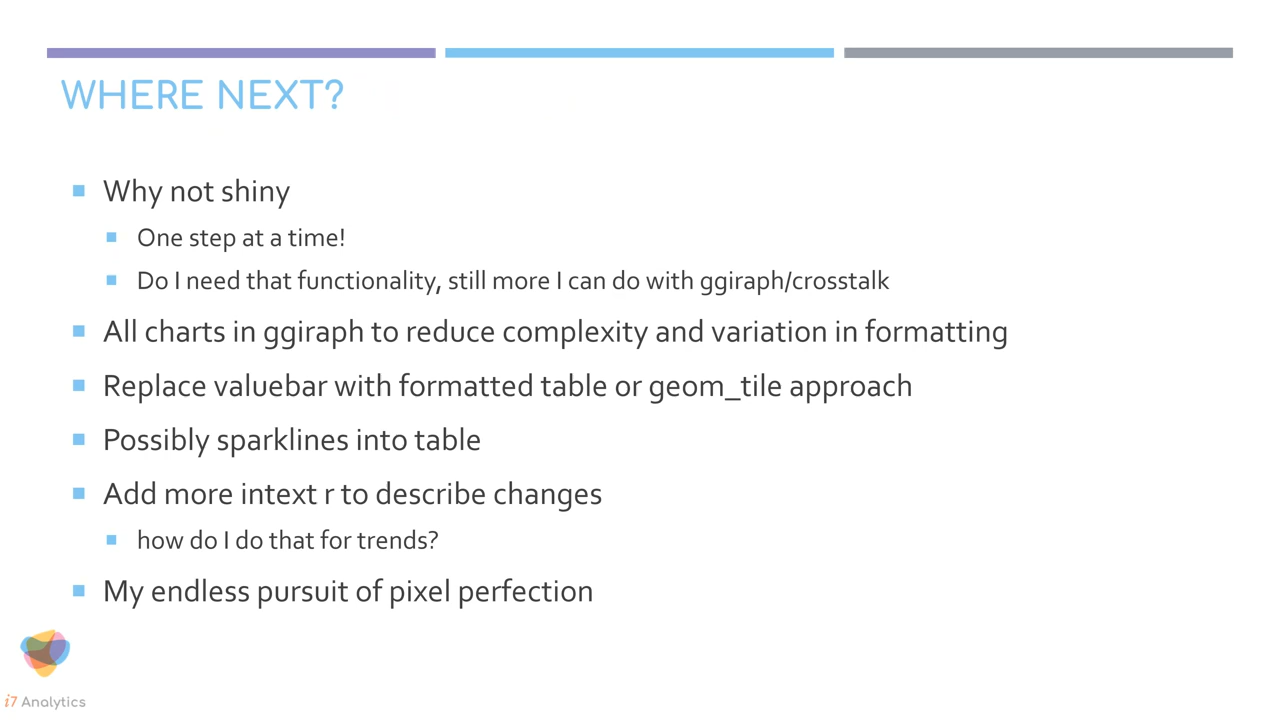 WHERE NEXT?
Why not shiny
One step at a time!
Do I need that functionality, still more I can do with ggiraph/crosstalk
All charts in ggiraph to reduce complexity and variation in formatting
Replace valuebar with formatted table or geom_tile approach
Possibly sparklines into table
Add more intext r to describe changes
how do I do that for trends?
My endless pursuit of pixel perfection
i7 Analytics